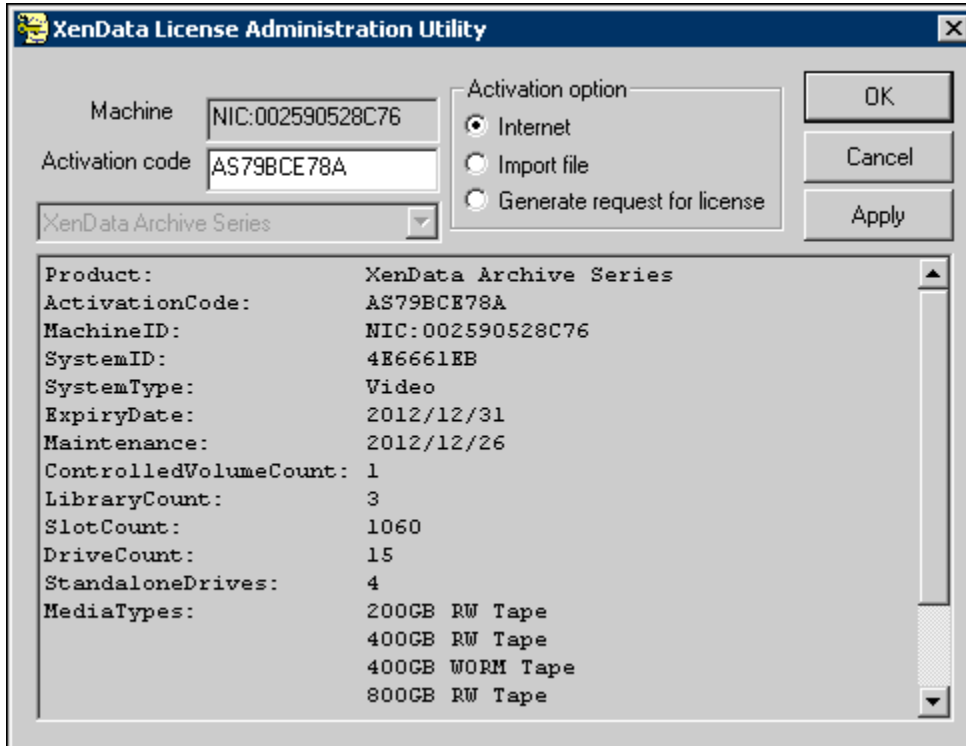 XenData License Administration Utility
Machine NIC:002590528C76
Activation code AS79BCE78A
XenData Archive Series
Activation option
Internet
Import file
Generate request for license
OK
Cancel
Apply
Product: XenData Archive Series
ActivationCode: AS79BCE78A
MachineID: NIC:002590528C76
SystemID: 4E6661EB
SystemType: Video
ExpiryDate: 2012/12/31
Maintenance: 2012/12/26
ControlledVolumeCount: 1
LibraryCount: 3
SlotCount: 1060
DriveCount: 15
StandaloneDrives: 4
MediaTypes: 200GB RW Tape
400GB RW Tape
400GB WORM Tape
800GB RW Tape